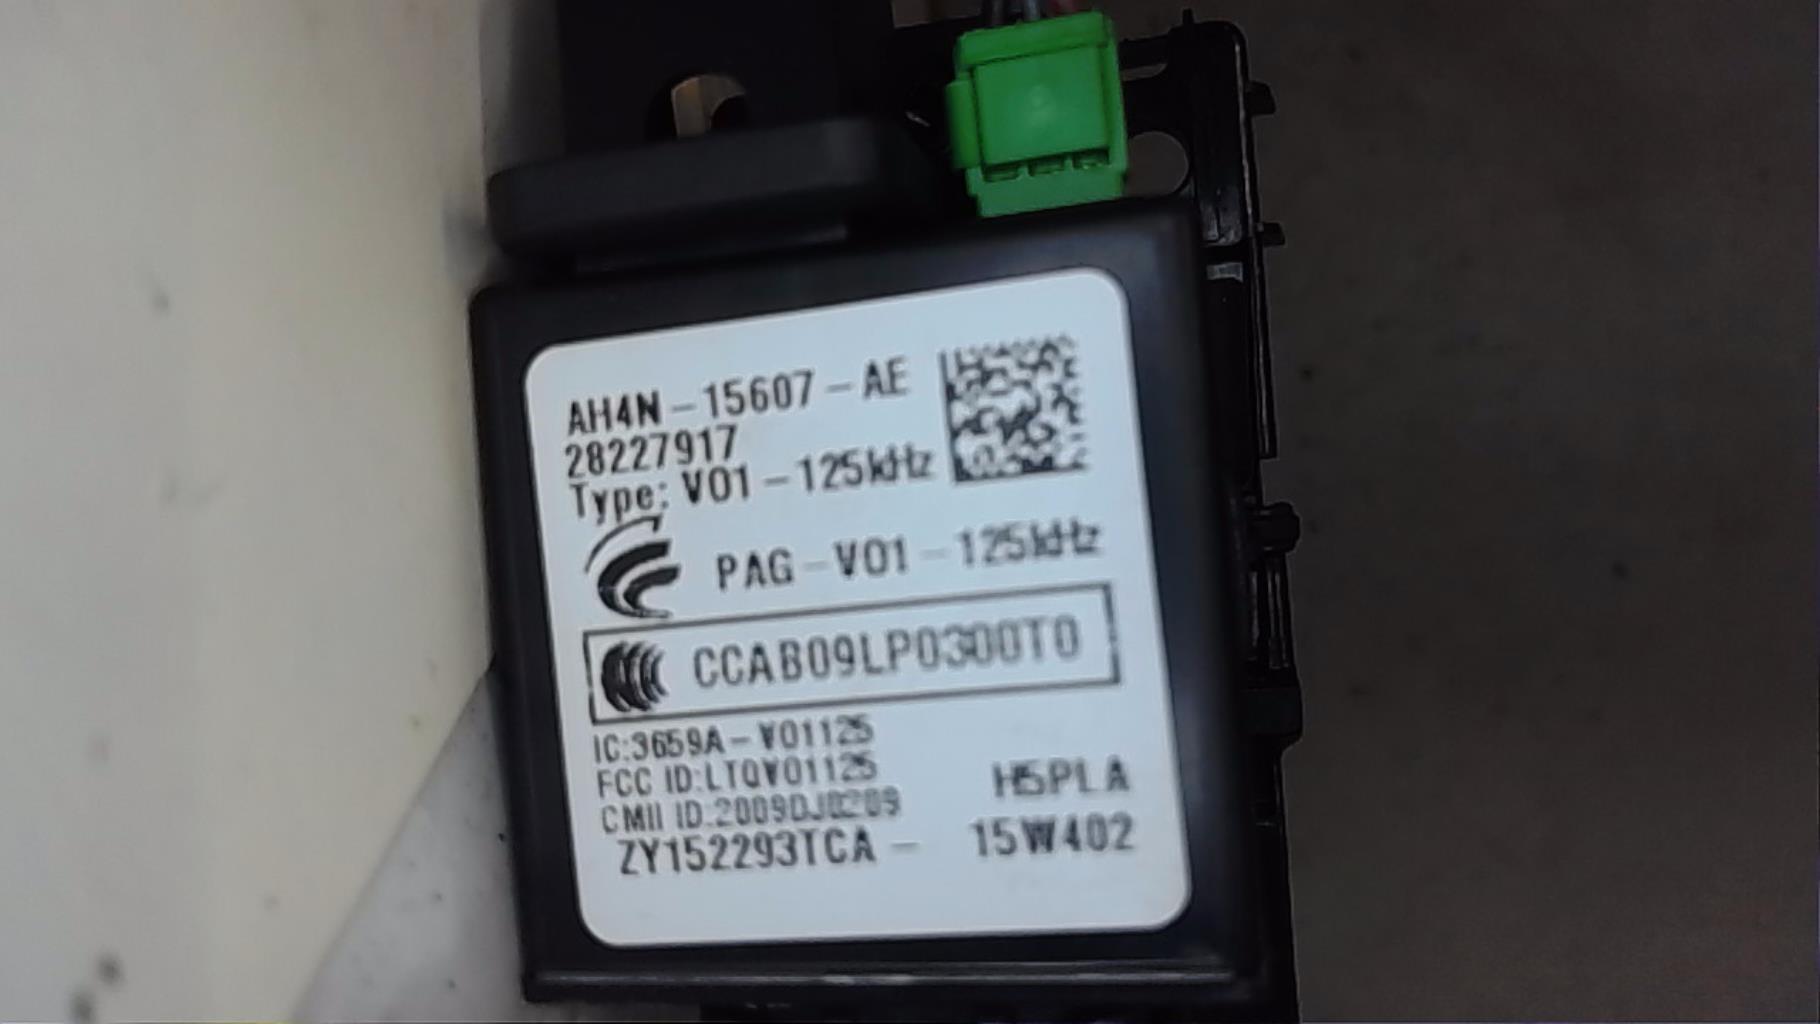 AH4N-15607-AE
28227917
Type: V01-125kHz
PAG-V01-125kHz
CCAB09LP0300T0
IC:3659A-V01125
FCC ID:LTQV01125
CMII ID:2009DJ0209
H5PLA
ZY152293TCA - 15W402